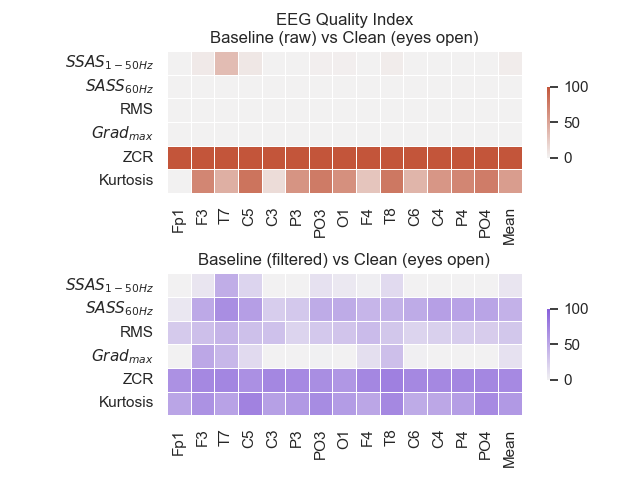 EEG Quality Index
Baseline (raw) vs Clean (eyes open)
SSAS1−50Hz
SASS60Hz
RMS
Gradmax
ZCR
Kurtosis
100
50
0
Fp1 F3 T7 C5 C3 P3 PO3 O1 F4 T8 C6 C4 P4 PO4 Mean
Baseline (filtered) vs Clean (eyes open)
SSAS1−50Hz
SASS60Hz
RMS
Gradmax
ZCR
Kurtosis
100
50
0
Fp1 F3 T7 C5 C3 P3 PO3 O1 F4 T8 C6 C4 P4 PO4 Mean